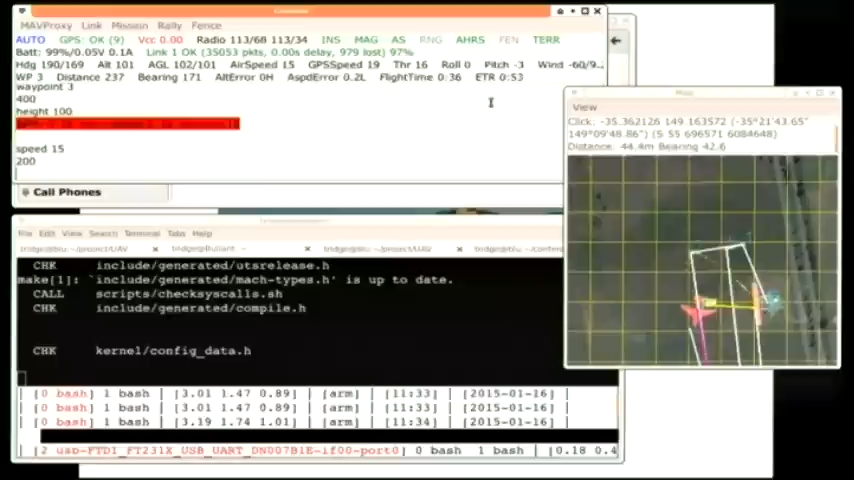 Console
MAVProxy Link Mission Rally Fence
AUTO GPS: OK (9) Vcc 0.00 Radio 113/68 113/34 INS MAG AS RNG AHRS FEN TERR
Batt: 99%/0.05V 0.1A Link 1 OK (35053 pkts, 0.00s delay, 979 lost) 97%
Hdg 190/169 Alt 101 AGL 102/101 AirSpeed 15 GPSSpeed 19 Thr 16 Roll 0 Pitch -3 Wind -60/9...
WP 3 Distance 237 Bearing 171 AltError 0H AspdError 0.2L FlightTime 0:36 ETR 0:53
waypoint 3
400
height 100
speed 15
200
Call Phones
Map
View
Click: -35.362126 149.163572 (-35°21'43.65"
149°09'48.86") (S 55 696571 6084648)
Distance: 44.4m Bearing 42.6
File Edit View Search Terminal Tabs Help
CHK include/generated/utsrelease.h
make[1]: `include/generated/mach-types.h' is up to date.
CALL scripts/checksyscalls.sh
CHK include/generated/compile.h
CHK kernel/config_data.h
| [0 bash] 1 bash | [3.01 1.47 0.89] | [arm] | [11:33] | [2015-01-16] |
| [0 bash] 1 bash | [3.01 1.47 0.89] | [arm] | [11:33] | [2015-01-16] |
| [0 bash] 1 bash | [3.19 1.74 1.01] | [arm] | [11:34] | [2015-01-16] |
| [2 usb-FTDI_FT231X_USB_UART_DN007B1E-if00-port0] 0 bash 1 bash | [0.18 0.4